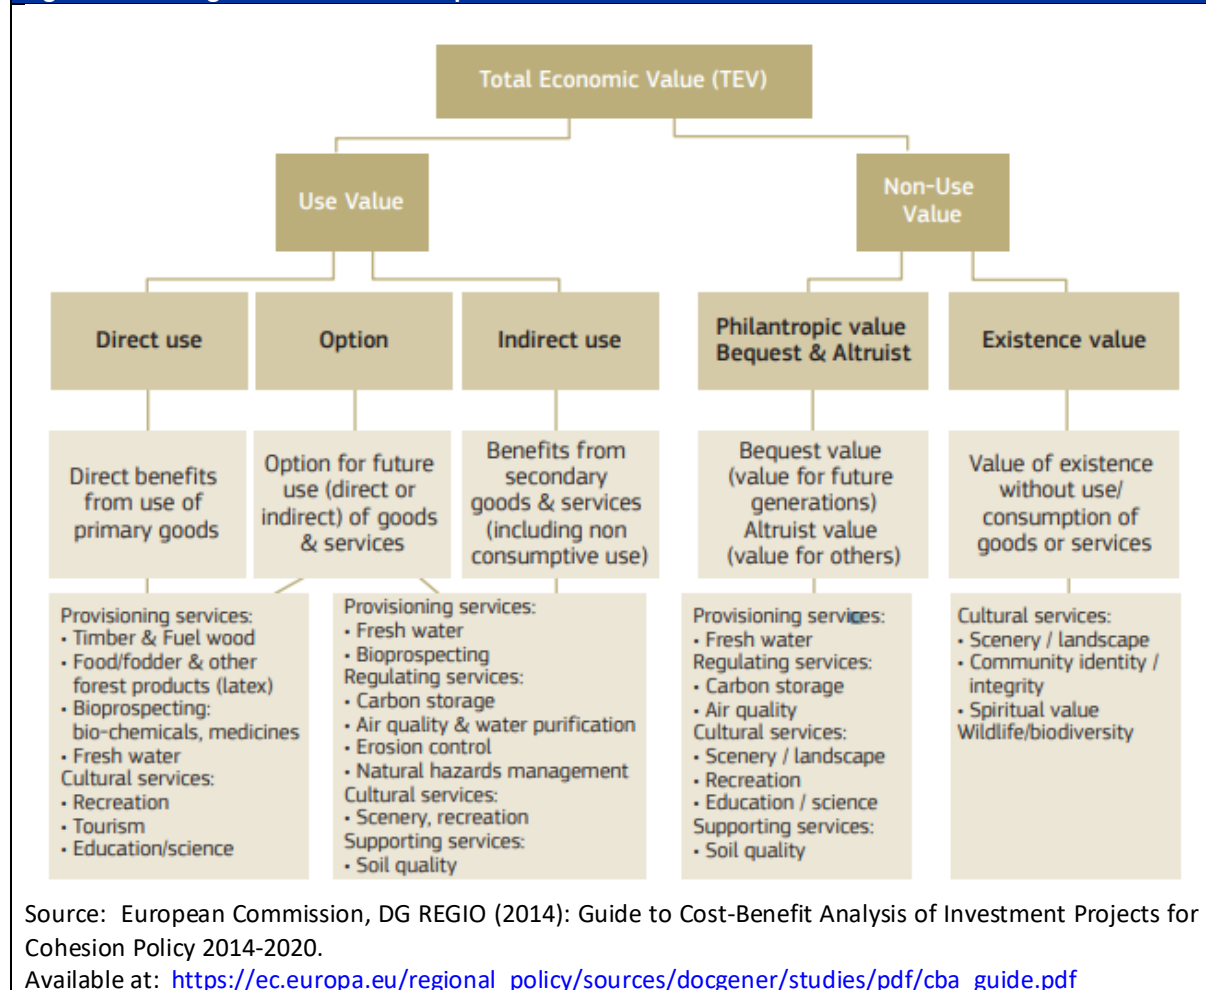 Total Economic Value (TEV)
Use Value
Non-Use
Value
Direct use
Option
Indirect use
Philantropic value
Bequest & Altruist
Existence value
Direct benefits
from use of
primary goods
Option for future
use (direct or
indirect) of goods
& services
Benefits from
secondary
goods & services
(including non
consumptive use)
Bequest value
(value for future
generations)
Altruist value
(value for others)
Value of existence
without use/
consumption of
goods or services
Provisioning services:
• Timber & Fuel wood
• Food/fodder & other
forest products (latex)
• Bioprospecting:
bio-chemicals, medicines
• Fresh water
Cultural services:
• Recreation
• Tourism
• Education/science
Provisioning services:
• Fresh water
• Bioprospecting
Regulating services:
• Carbon storage
• Air quality & water purification
• Erosion control
• Natural hazards management
Cultural services:
• Scenery, recreation
Supporting services:
• Soil quality
Provisioning services:
• Fresh water
Regulating services:
• Carbon storage
• Air quality
Cultural services:
• Scenery / landscape
• Recreation
• Education / science
Supporting services:
• Soil quality
Cultural services:
• Scenery / landscape
• Community identity /
integrity
• Spiritual value
Wildlife/biodiversity
Source: European Commission, DG REGIO (2014): Guide to Cost-Benefit Analysis of Investment Projects for
Cohesion Policy 2014-2020.
Available at: https://ec.europa.eu/regional_policy/sources/docgener/studies/pdf/cba_guide.pdf